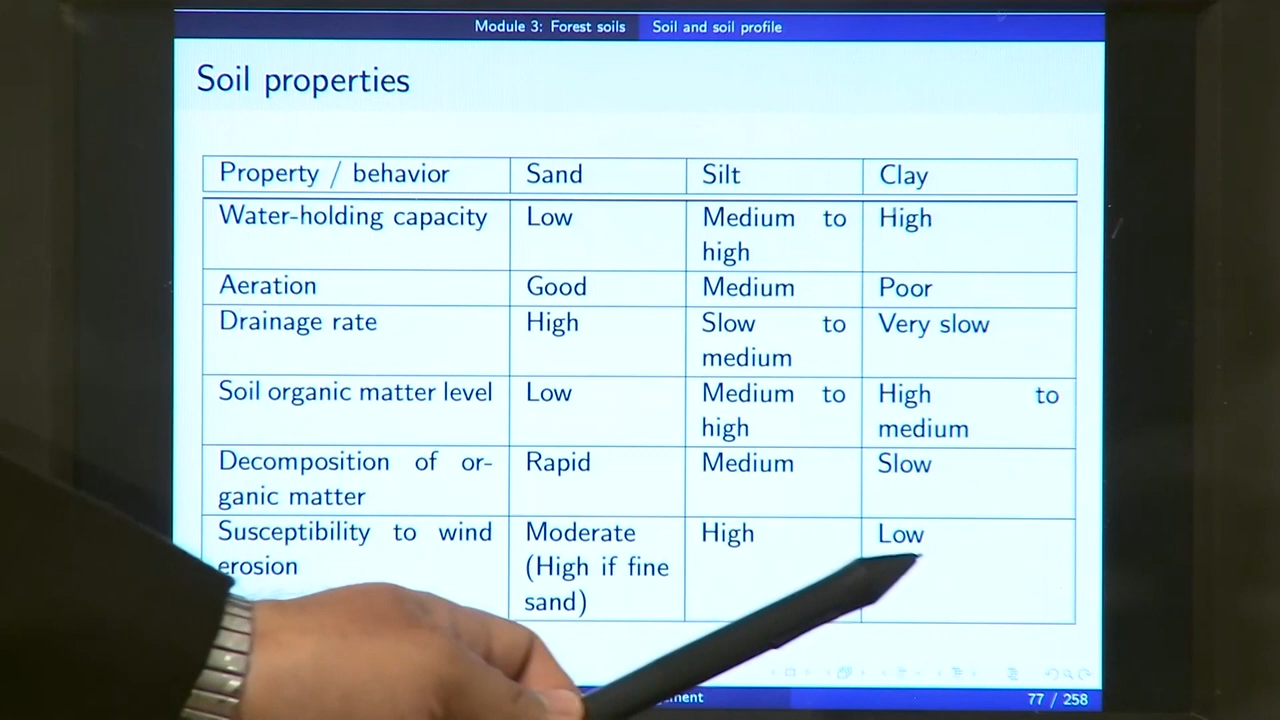 Module 3: Forest soils Soil and soil profile
Soil properties
Property / behavior Sand Silt Clay
Water-holding capacity Low Medium to high High
Aeration Good Medium Poor
Drainage rate High Slow to medium Very slow
Soil organic matter level Low Medium to high High to medium
Decomposition of or-
ganic matter Rapid Medium Slow
Susceptibility to wind
erosion Moderate
(High if fine
sand) High Low
77 / 258